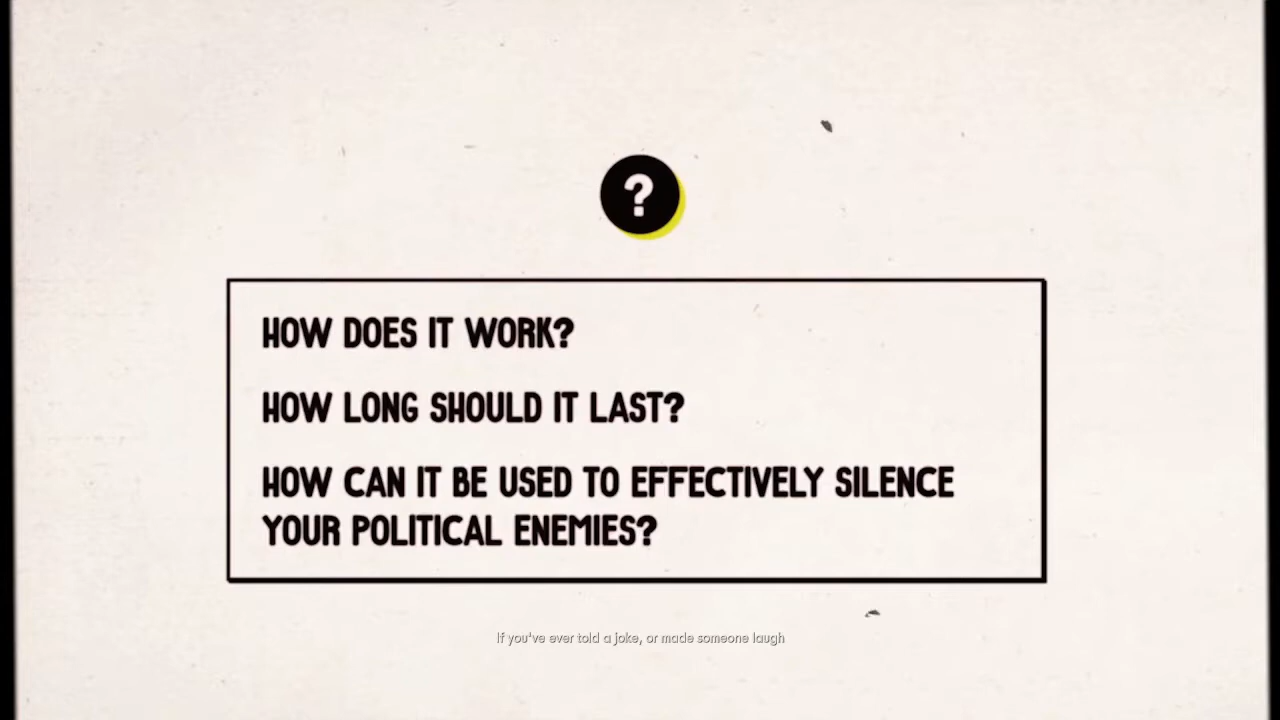 ?
HOW DOES IT WORK?
HOW LONG SHOULD IT LAST?
HOW CAN IT BE USED TO EFFECTIVELY SILENCE
YOUR POLITICAL ENEMIES?
If you've ever told a joke, or made someone laugh